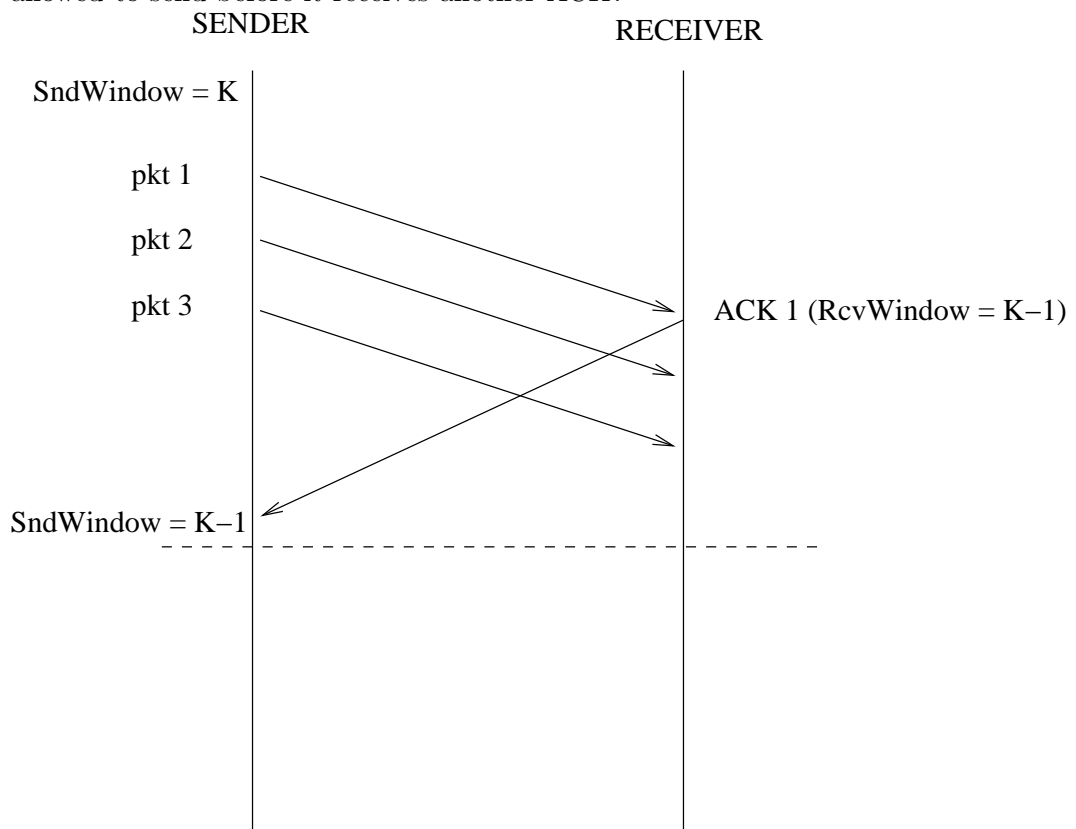 allowed to send before it receives another ACK?
SENDER
RECEIVER
SndWindow = K
pkt 1
pkt 2
pkt 3
ACK 1 (RcvWindow = K−1)
SndWindow = K−1